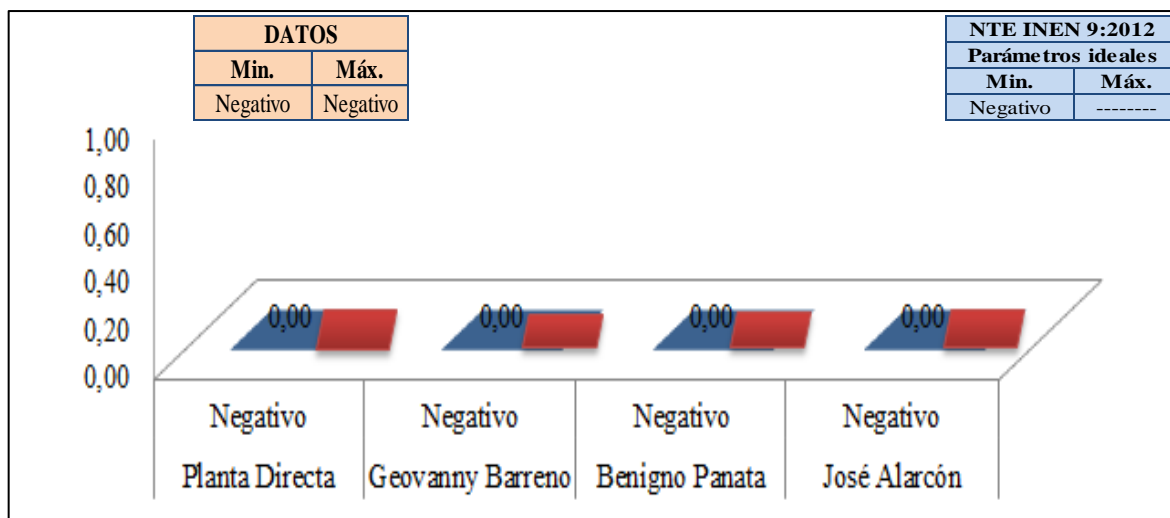 DATOS
Min. Máx.
Negativo Negativo
NTE INEN 9:2012
Parámetros ideales
Min. Máx.
Negativo --------
1,00
0,80
0,60
0,40
0,20
0,00
0,00 0,00 0,00 0,00
Negativo Negativo Negativo Negativo
Planta Directa Geovanny Barreno Benigno Panata José Alarcón